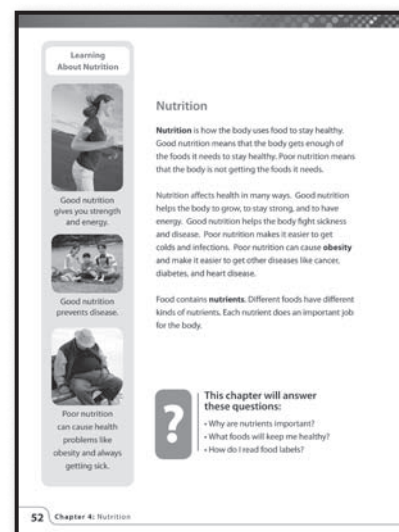 Learning
About Nutrition
Good nutrition
gives you strength
and energy.
Good nutrition
prevents disease.
Poor nutrition
can cause health
problems like
obesity and always
getting sick.
Nutrition
Nutrition is how the body uses food to stay healthy.
Good nutrition means that the body gets enough of
the foods it needs to stay healthy. Poor nutrition means
that the body is not getting the foods it needs.
Nutrition affects health in many ways. Good nutrition
helps the body to grow, to stay strong, and to have
energy. Good nutrition helps the body fight sickness
and disease. Poor nutrition makes it easier to get
colds and infections. Poor nutrition can cause obesity
and make it easier to get other diseases like cancer,
diabetes, and heart disease.
Food contains nutrients. Different foods have different
kinds of nutrients. Each nutrient does an important job
for the body.
?
This chapter will answer
these questions:
• Why are nutrients important?
• What foods will keep me healthy?
• How do I read food labels?
52 Chapter 4: Nutrition